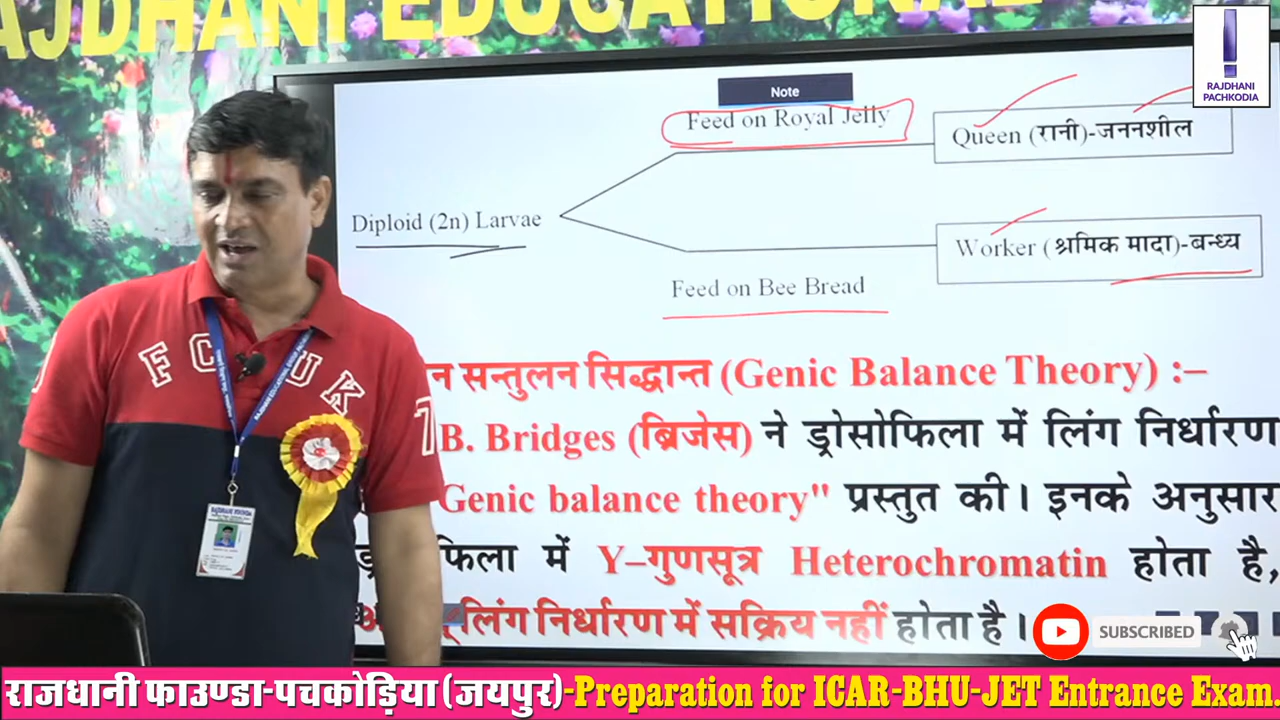 RAJDHANI EDUCATIONAL
RAJDHANI
PACHKODIA
Note
Feed on Royal Jelly
Queen (रानी)-जननशील
Diploid (2n) Larvae
Worker (श्रमिक मादा)-बन्ध्य
Feed on Bee Bread
न सन्तुलन सिद्धान्त (Genic Balance Theory) :–
B. Bridges (ब्रिजेस) ने ड्रोसोफिला में लिंग निर्धारण
Genic balance theory" प्रस्तुत की। इनके अनुसार
ड्रोसोफिला में Y–गुणसूत्र Heterochromatin होता है,
लिंग निर्धारण में सक्रिय नहीं होता है।
FCUK
7
SUBSCRIBED
राजधानी फाउण्डा-पचकोड़िया (जयपुर)-Preparation for ICAR-BHU-JET Entrance Exam.